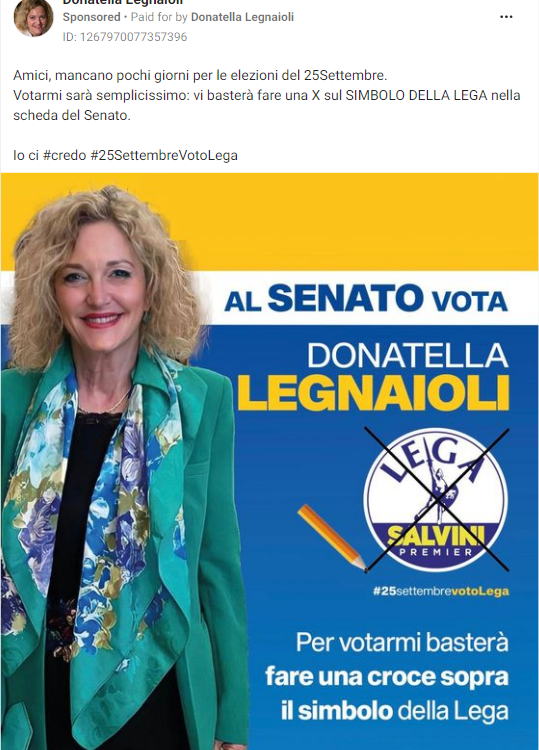 Donatella Legnaioli
Sponsored • Paid for by Donatella Legnaioli
ID: 1267970077357396
Amici, mancano pochi giorni per le elezioni del 25Settembre.
Votarmi sarà semplicissimo: vi basterà fare una X sul SIMBOLO DELLA LEGA nella
scheda del Senato.
Io ci #credo #25SettembreVotoLega
AL SENATO VOTA
DONATELLA
LEGNAIOLI
LEGA
SALVINI
PREMIER
#25settembrevotoLega
Per votarmi basterà
fare una croce sopra
il simbolo della Lega